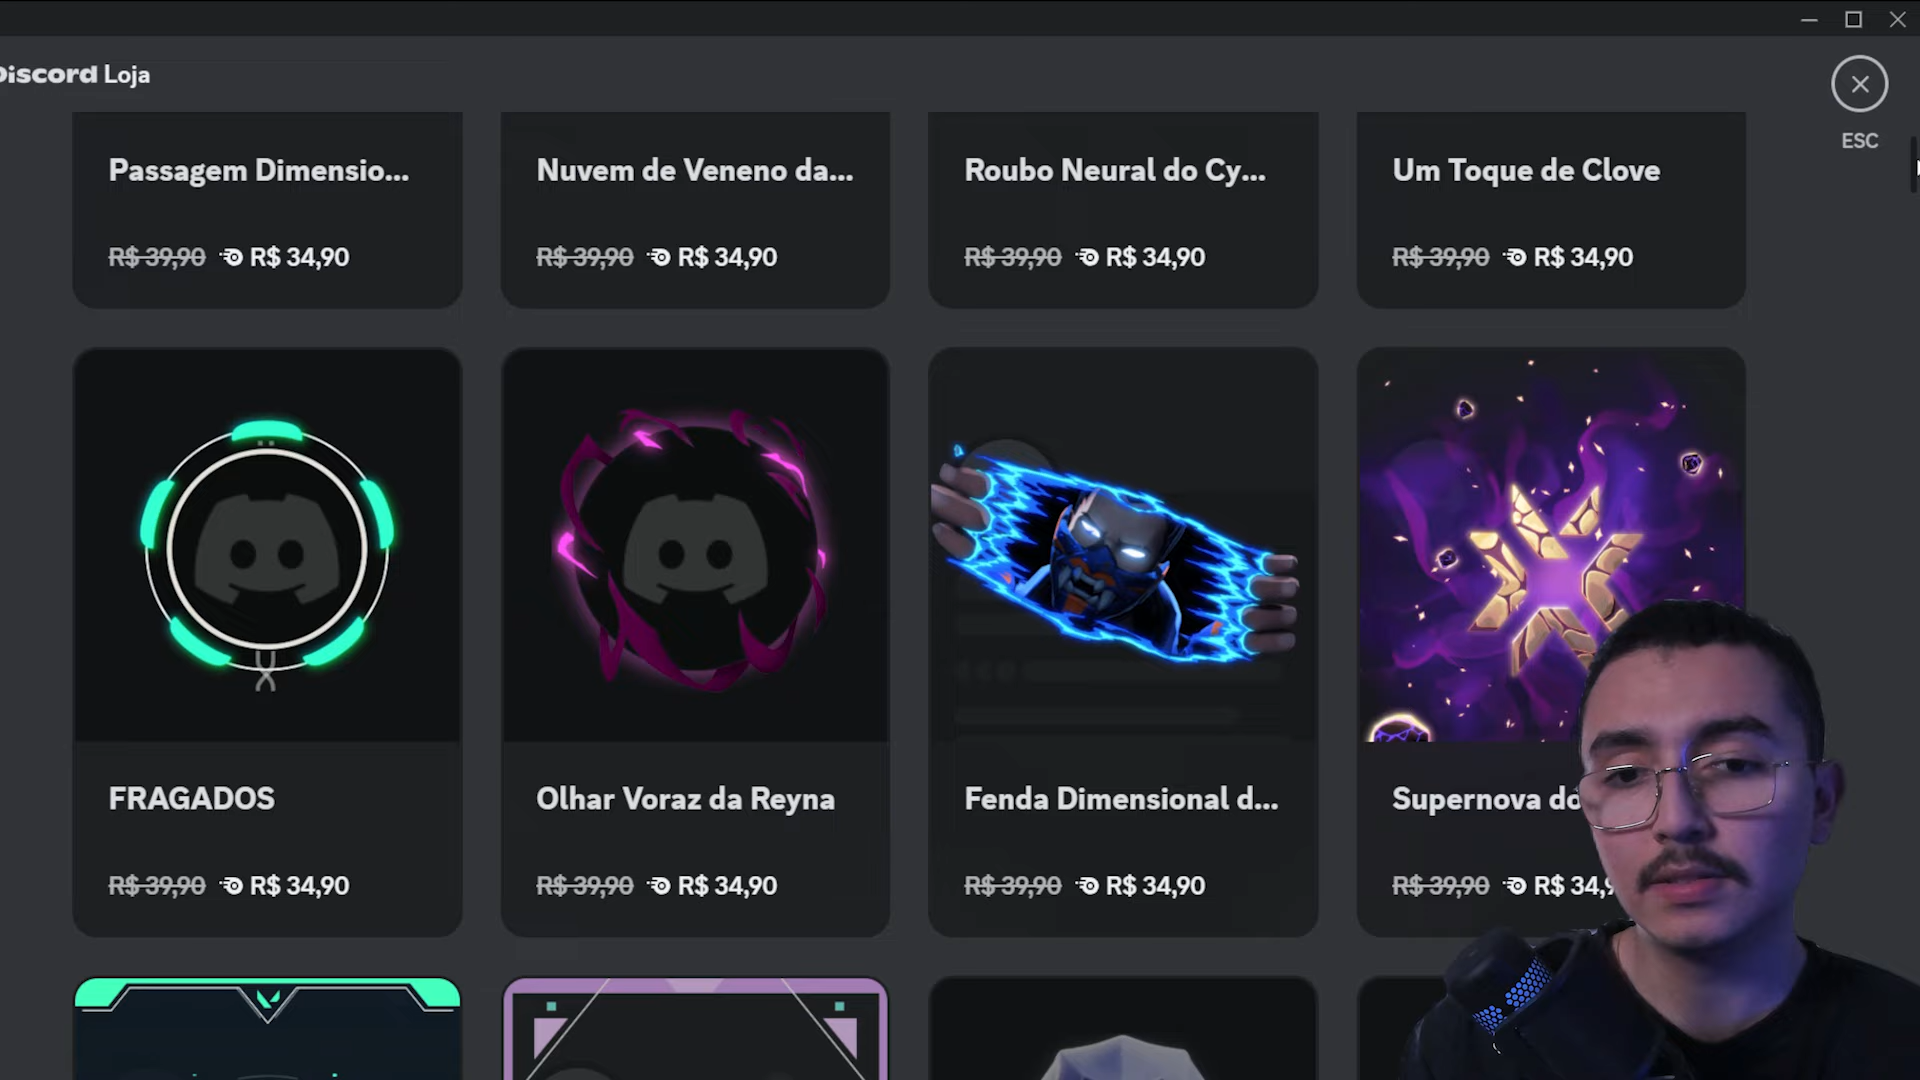 Discord Loja
ESC
Passagem Dimensio...
Nuvem de Veneno da...
Roubo Neural do Cy...
Um Toque de Clove
R$ 39,90 R$ 34,90
R$ 39,90 R$ 34,90
R$ 39,90 R$ 34,90
R$ 39,90 R$ 34,90
FRAGADOS
Olhar Voraz da Reyna
Fenda Dimensional d...
Supernova do
R$ 39,90 R$ 34,90
R$ 39,90 R$ 34,90
R$ 39,90 R$ 34,90
R$ 39,90 R$ 34,9